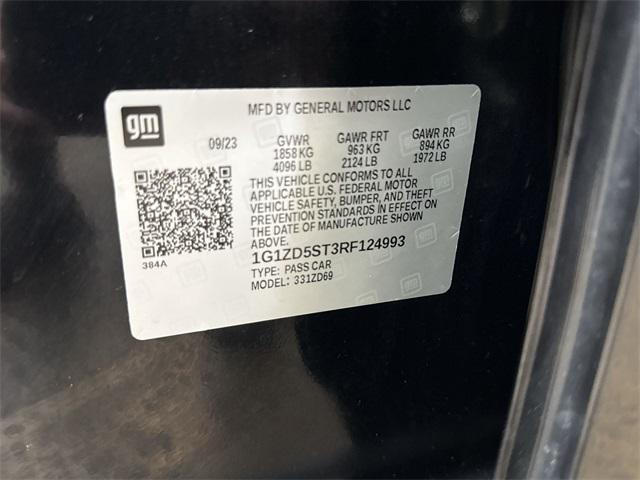 MFD BY GENERAL MOTORS LLC
gm
09/23 GVWR GAWR FRT GAWR RR
1858 KG 963 KG 894 KG
4096 LB 2124 LB 1972 LB
THIS VEHICLE CONFORMS TO ALL
APPLICABLE U.S. FEDERAL MOTOR
VEHICLE SAFETY, BUMPER, AND THEFT
PREVENTION STANDARDS IN EFFECT ON
THE DATE OF MANUFACTURE SHOWN
ABOVE.
384A
1G1ZD5ST3RF124993
TYPE: PASS CAR
MODEL: 331ZD69